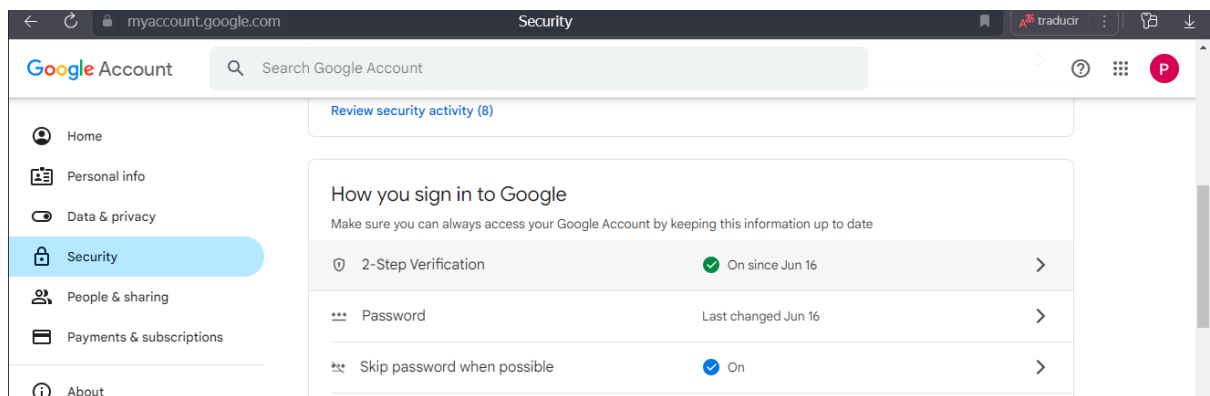 myaccount.google.com Security traducir
Google Account Search Google Account P
Review security activity (8)
Home
Personal info
Data & privacy
Security
People & sharing
Payments & subscriptions
About
How you sign in to Google
Make sure you can always access your Google Account by keeping this information up to date
2-Step Verification On since Jun 16
Password Last changed Jun 16
Skip password when possible On